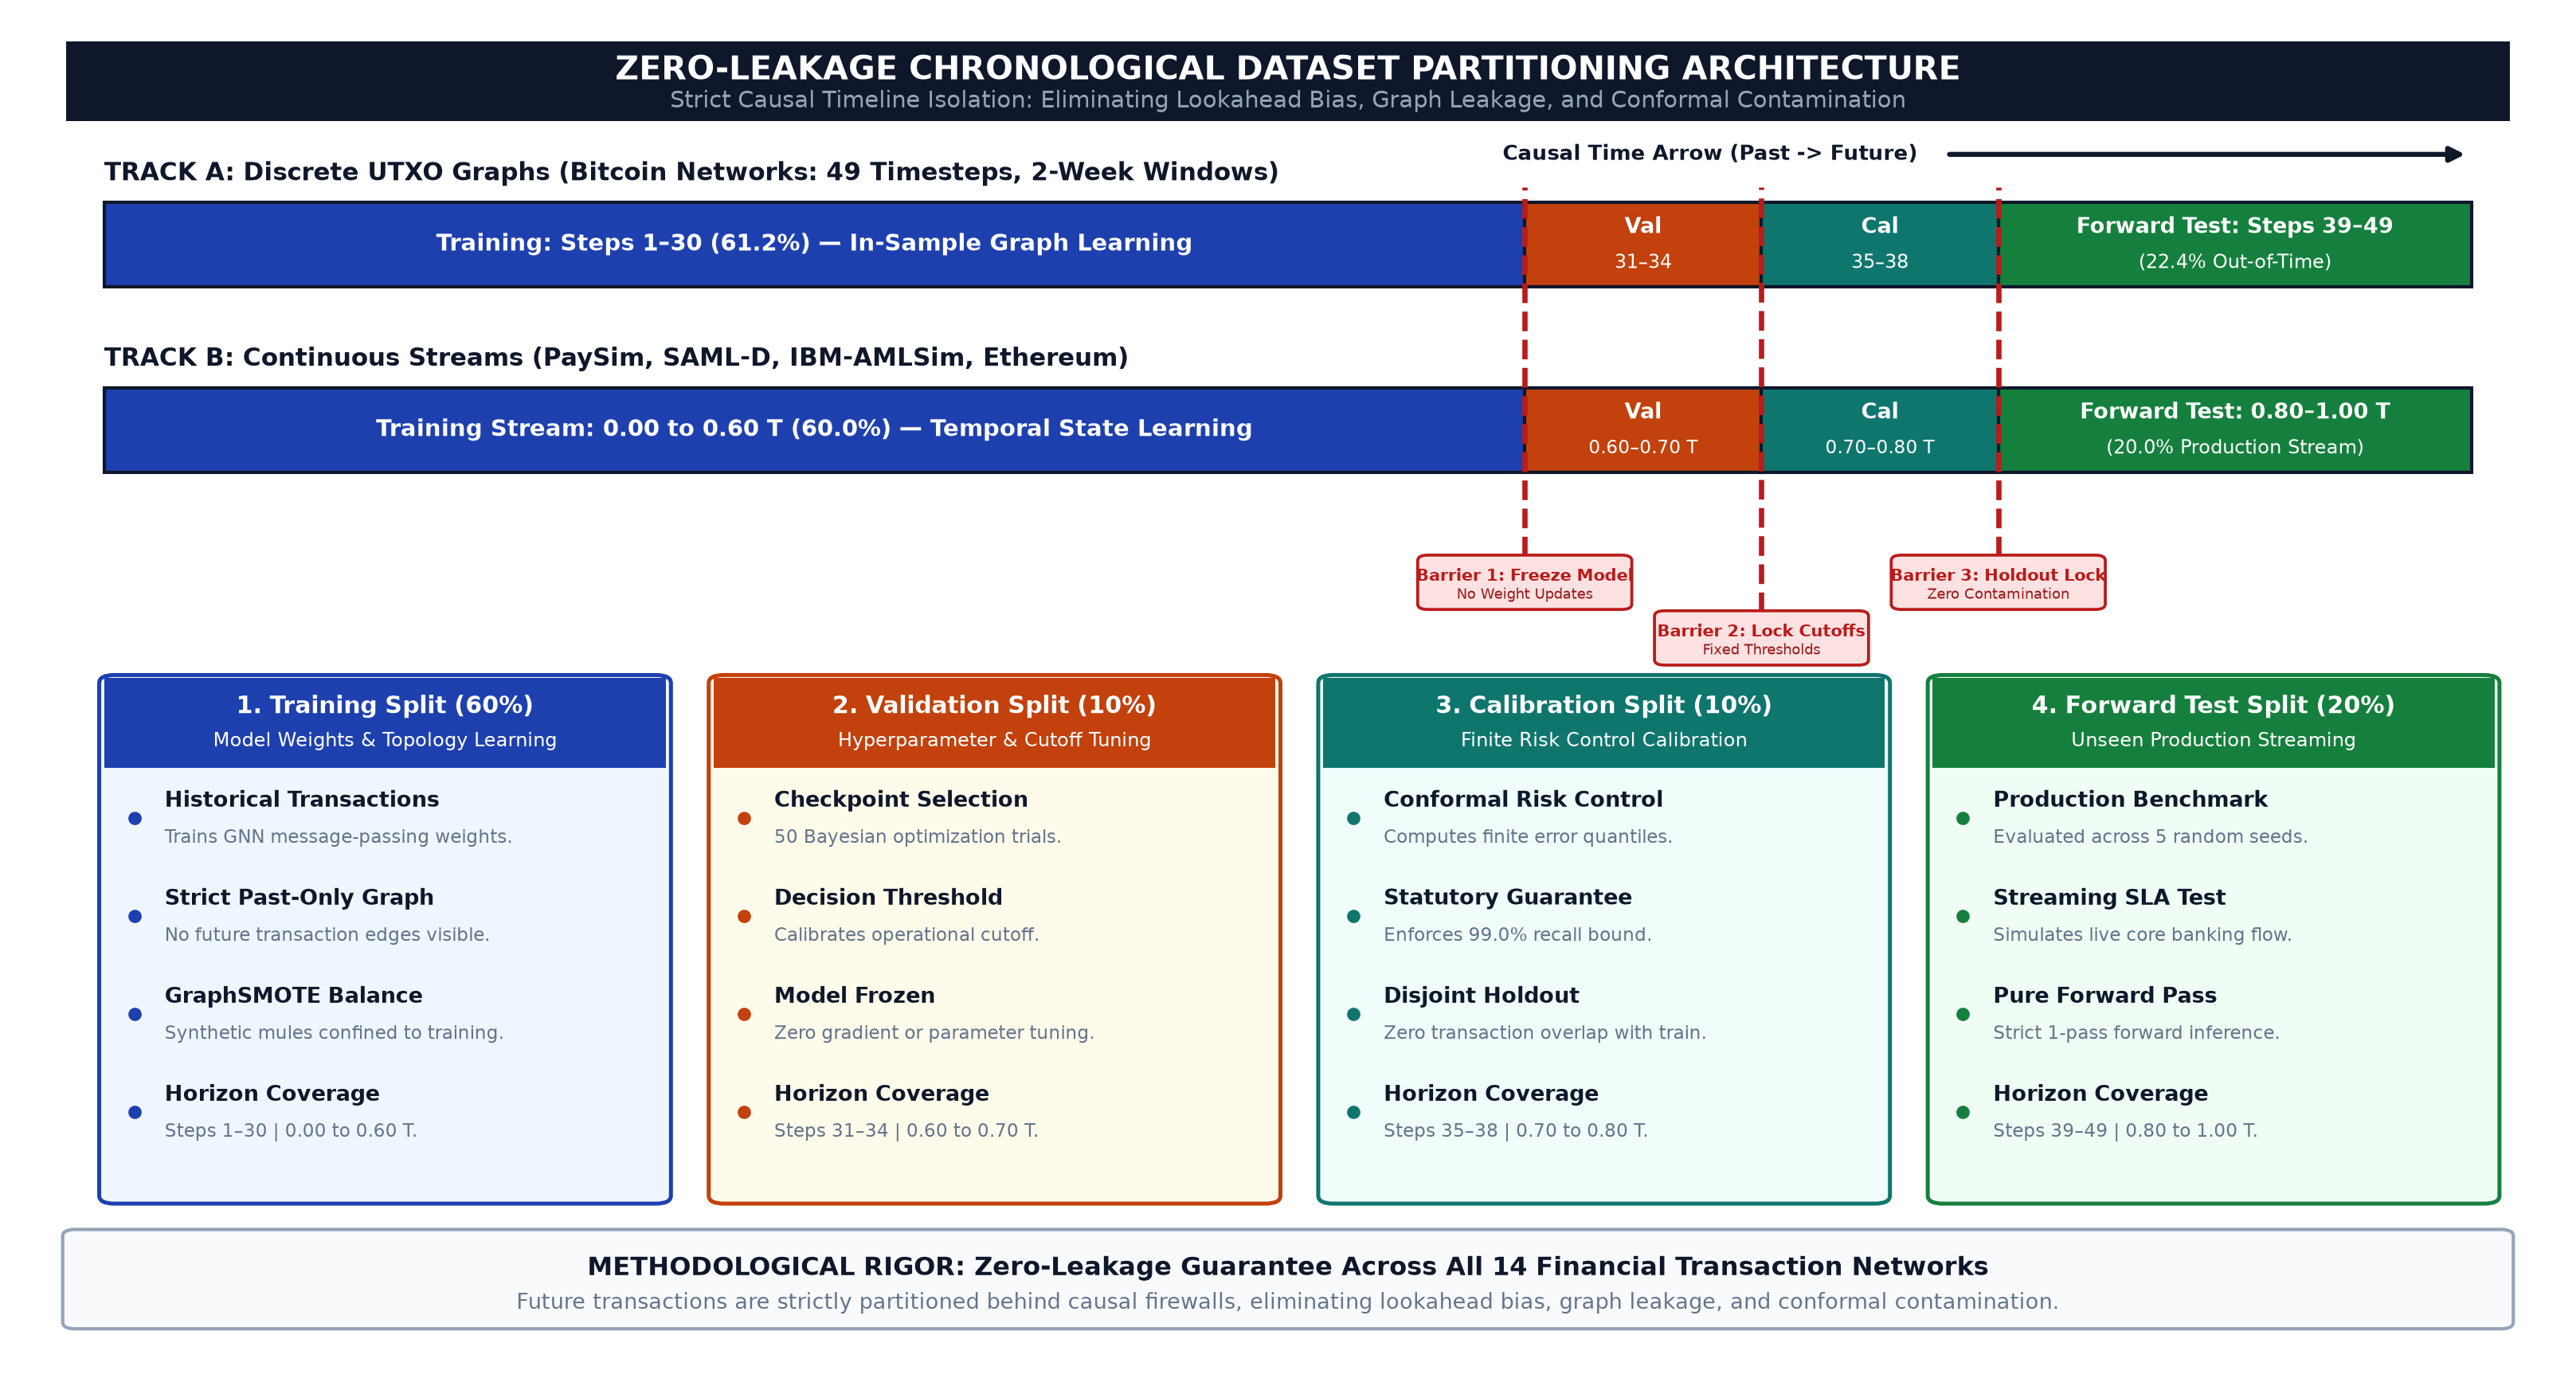 ZERO-LEAKAGE CHRONOLOGICAL DATASET PARTITIONING ARCHITECTURE
Strict Causal Timeline Isolation: Eliminating Lookahead Bias, Graph Leakage, and Conformal Contamination
Causal Time Arrow (Past -> Future)
TRACK A: Discrete UTXO Graphs (Bitcoin Networks: 49 Timesteps, 2-Week Windows)
Training: Steps 1–30 (61.2%) — In-Sample Graph Learning
Val
31–34
Cal
35–38
Forward Test: Steps 39–49
(22.4% Out-of-Time)
TRACK B: Continuous Streams (PaySim, SAML-D, IBM-AMLSim, Ethereum)
Training Stream: 0.00 to 0.60 T (60.0%) — Temporal State Learning
Val
0.60–0.70 T
Cal
0.70–0.80 T
Forward Test: 0.80–1.00 T
(20.0% Production Stream)
Barrier 1: Freeze Model
No Weight Updates
Barrier 2: Lock Cutoffs
Fixed Thresholds
Barrier 3: Holdout Lock
Zero Contamination
1. Training Split (60%)
Model Weights & Topology Learning
Historical Transactions
Trains GNN message-passing weights.
Strict Past-Only Graph
No future transaction edges visible.
GraphSMOTE Balance
Synthetic mules confined to training.
Horizon Coverage
Steps 1–30 | 0.00 to 0.60 T.
2. Validation Split (10%)
Hyperparameter & Cutoff Tuning
Checkpoint Selection
50 Bayesian optimization trials.
Decision Threshold
Calibrates operational cutoff.
Model Frozen
Zero gradient or parameter tuning.
Horizon Coverage
Steps 31–34 | 0.60 to 0.70 T.
3. Calibration Split (10%)
Finite Risk Control Calibration
Conformal Risk Control
Computes finite error quantiles.
Statutory Guarantee
Enforces 99.0% recall bound.
Disjoint Holdout
Zero transaction overlap with train.
Horizon Coverage
Steps 35–38 | 0.70 to 0.80 T.
4. Forward Test Split (20%)
Unseen Production Streaming
Production Benchmark
Evaluated across 5 random seeds.
Streaming SLA Test
Simulates live core banking flow.
Pure Forward Pass
Strict 1-pass forward inference.
Horizon Coverage
Steps 39–49 | 0.80 to 1.00 T.
METHODOLOGICAL RIGOR: Zero-Leakage Guarantee Across All 14 Financial Transaction Networks
Future transactions are strictly partitioned behind causal firewalls, eliminating lookahead bias, graph leakage, and conformal contamination.